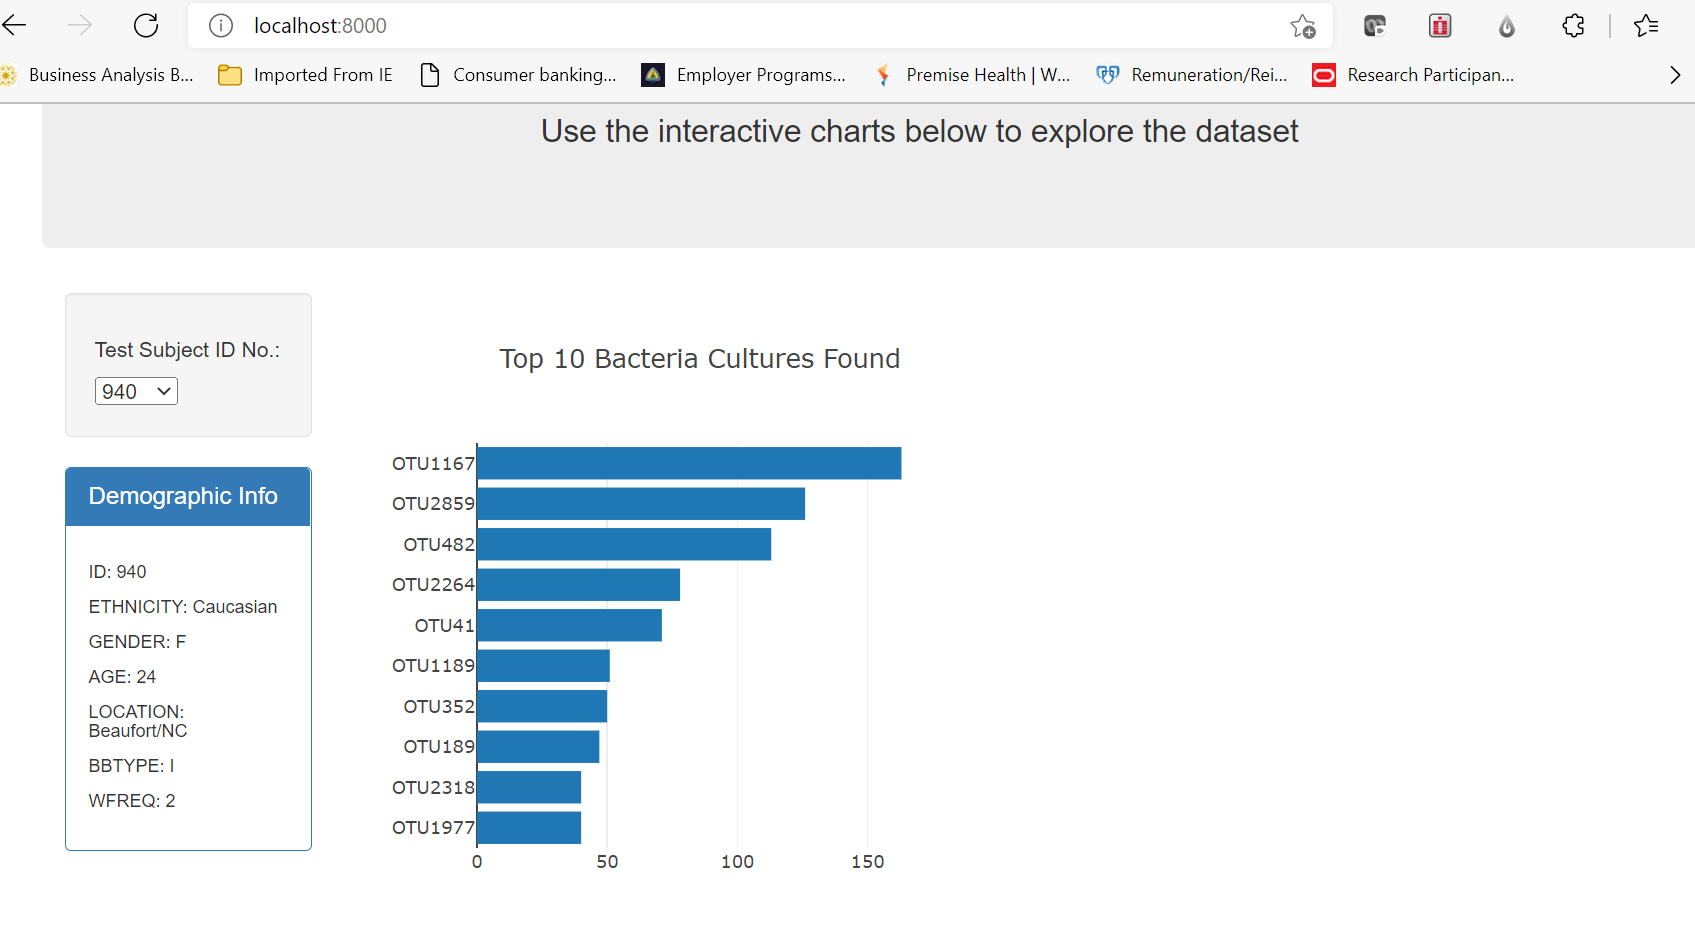 localhost:8000
Business Analysis B... Imported From IE Consumer banking... Employer Programs... Premise Health | W... Remuneration/Rei... Research Participan...
Use the interactive charts below to explore the dataset
Test Subject ID No.:
940
Demographic Info
ID: 940
ETHNICITY: Caucasian
GENDER: F
AGE: 24
LOCATION:
Beaufort/NC
BBTYPE: I
WFREQ: 2
Top 10 Bacteria Cultures Found
OTU1167
OTU2859
OTU482
OTU2264
OTU41
OTU1189
OTU352
OTU189
OTU2318
OTU1977
0 50 100 150